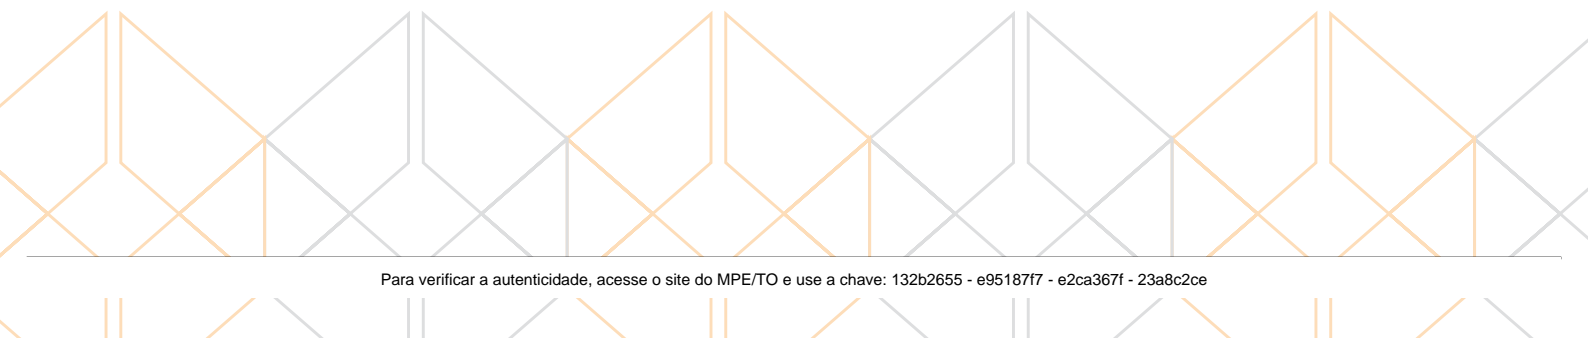 Para verificar a autenticidade, acesse o site do MPE/TO e use a chave: 132b2655 - e95187f7 - e2ca367f - 23a8c2ce